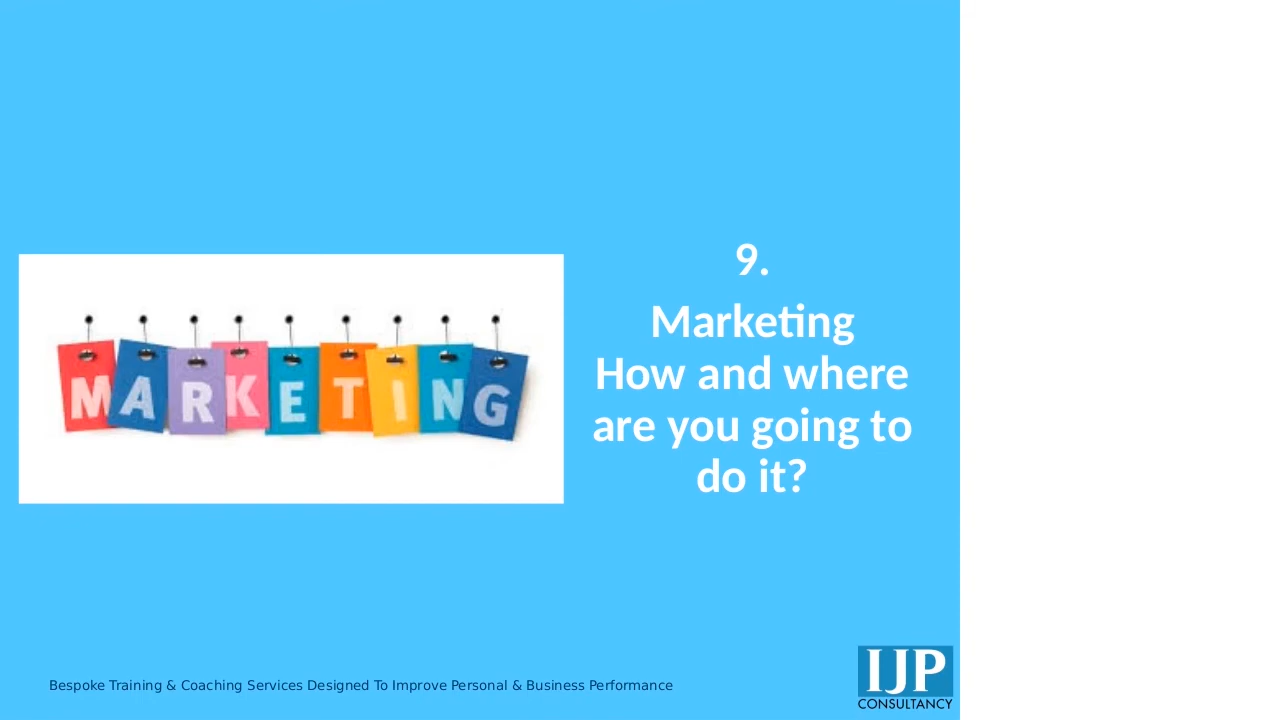 MARKETING
9.
Marketing
How and where
are you going to
do it?
Bespoke Training & Coaching Services Designed To Improve Personal & Business Performance
IJP
CONSULTANCY